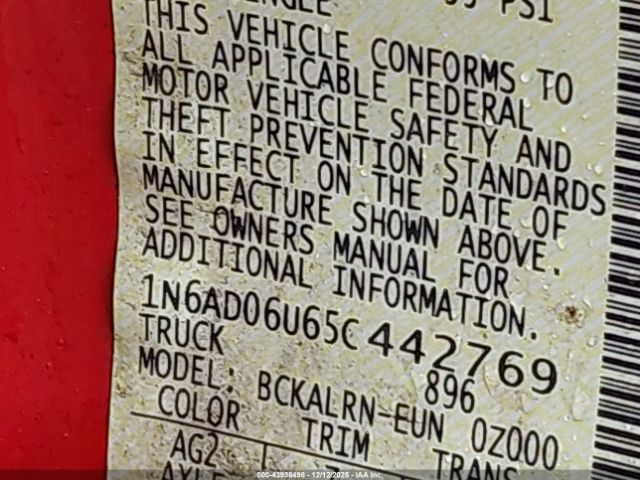 PSI
THIS VEHICLE CONFORMS TO
ALL APPLICABLE FEDERAL
MOTOR VEHICLE SAFETY AND
THEFT PREVENTION STANDARDS
IN EFFECT ON THE DATE OF
MANUFACTURE SHOWN ABOVE.
SEE OWNERS MANUAL FOR
ADDITIONAL INFORMATION.
1N6AD06U65C442769
TRUCK 896
MODEL: BCKALRN-EUN 0Z000
COLOR TRIM TRANS
AG2
000-43938498 - 12/12/2025 - IAA Inc.